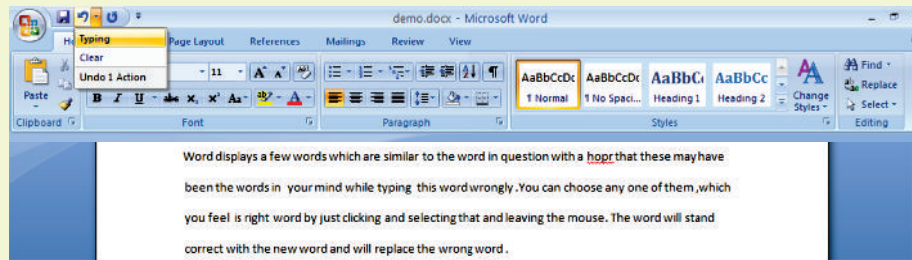 demo.docx - Microsoft Word
Typing
Page Layout References Mailings Review View
Clear
Undo 1 Action
11
Paste
B I U abc X₂ X² Aa
AaBbCcDc AaBbCcDc AaBbC AaBbCc
¶ Normal ¶ No Spaci... Heading 1 Heading 2
Change Styles
Find
Replace
Select
Clipboard Font Paragraph Styles Editing
Word displays a few words which are similar to the word in question with a hopr that these may have
been the words in your mind while typing this word wrongly .You can choose any one of them ,which
you feel is right word by just clicking and selecting that and leaving the mouse. The word will stand
correct with the new word and will replace the wrong word .